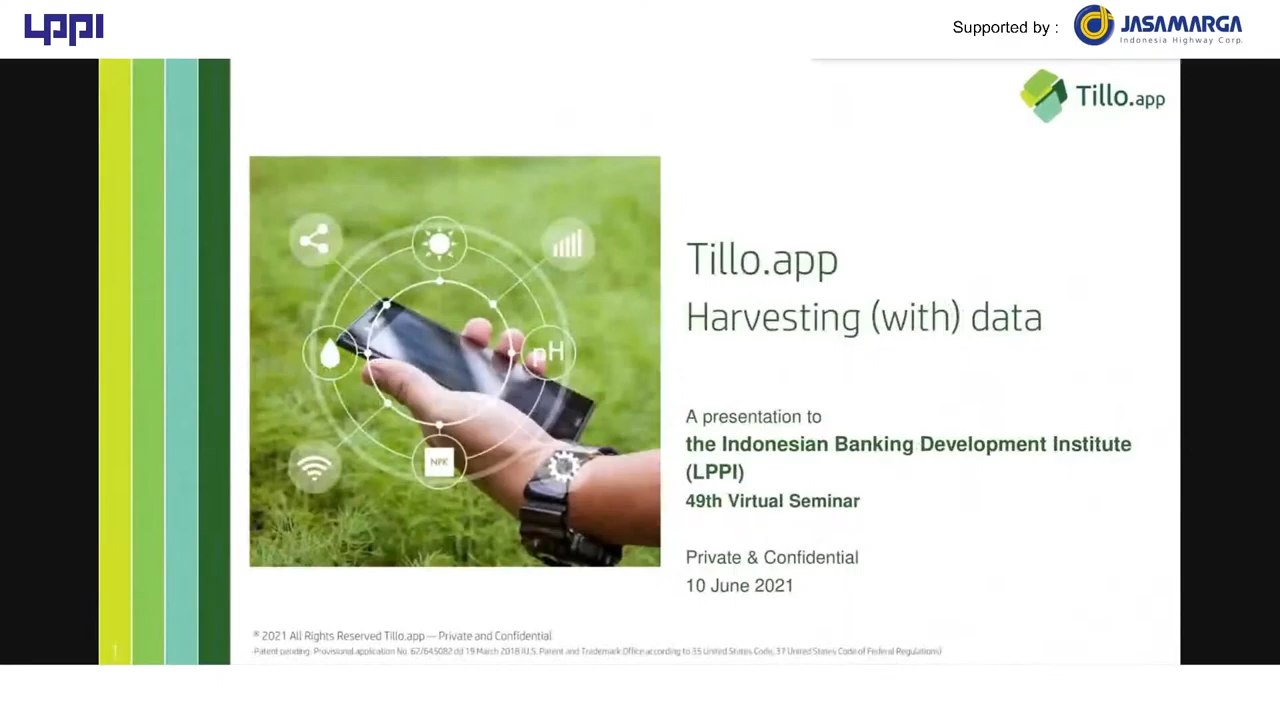 LPPI
Supported by :
JASAMARGA
Indonesia Highway Corp.
Tillo.app
Tillo.app
Harvesting (with) data
pH
NPK
A presentation to
the Indonesian Banking Development Institute
(LPPI)
49th Virtual Seminar
Private & Confidential
10 June 2021
® 2021 All Rights Reserved Tillo.app — Private and Confidential
Patent pending: Provisional application No. 62/645082 dd 19 March 2018 (U.S. Patent and Trademark Office according to 35 United States Code, 37 United States Code of Federal Regulations)
1